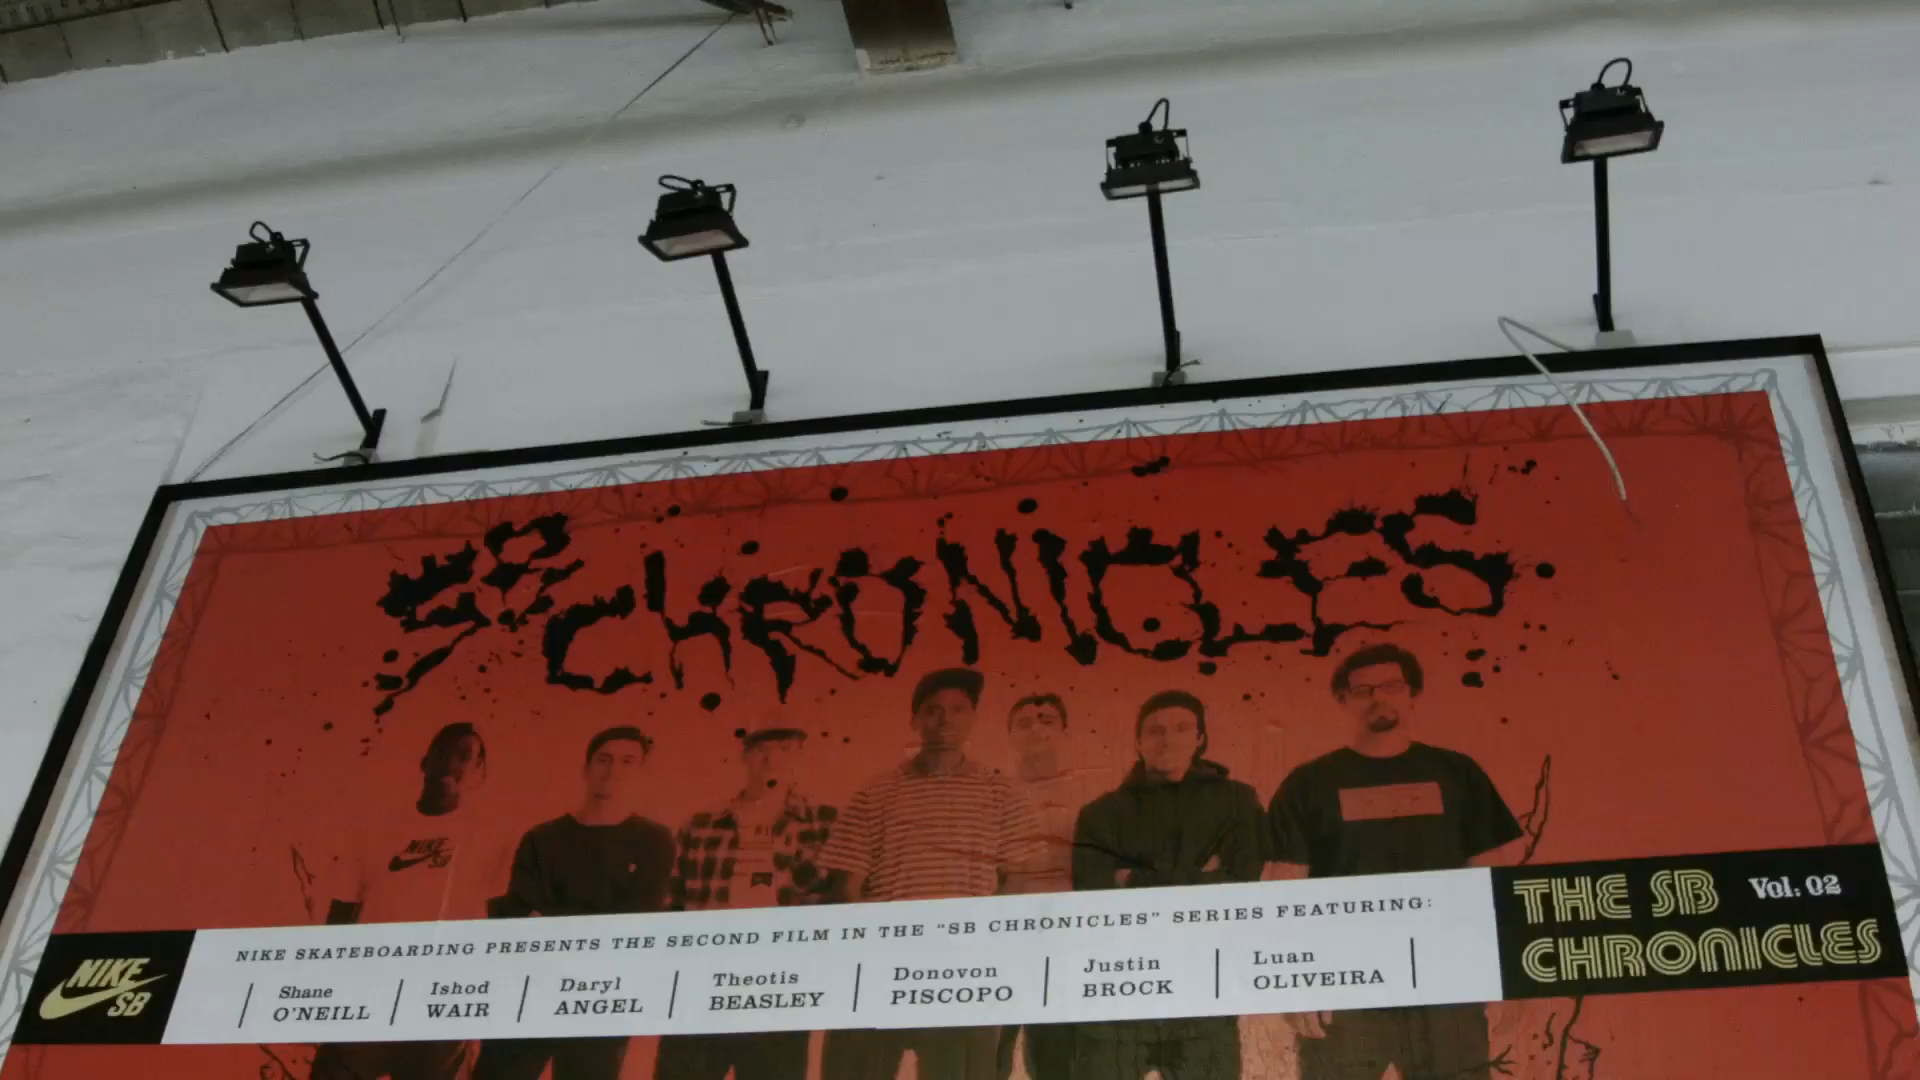 SB
CHRONICLES
NIKE
SB
NIKE SKATEBOARDING PRESENTS THE SECOND FILM IN THE "SB CHRONICLES" SERIES FEATURING:
Shane O'NEILL
Ishod WAIR
Daryl ANGEL
Theotis BEASLEY
Donovon PISCOPO
Justin BROCK
Luan OLIVEIRA
NIKE
SB
THE SB Vol: 02
CHRONICLES